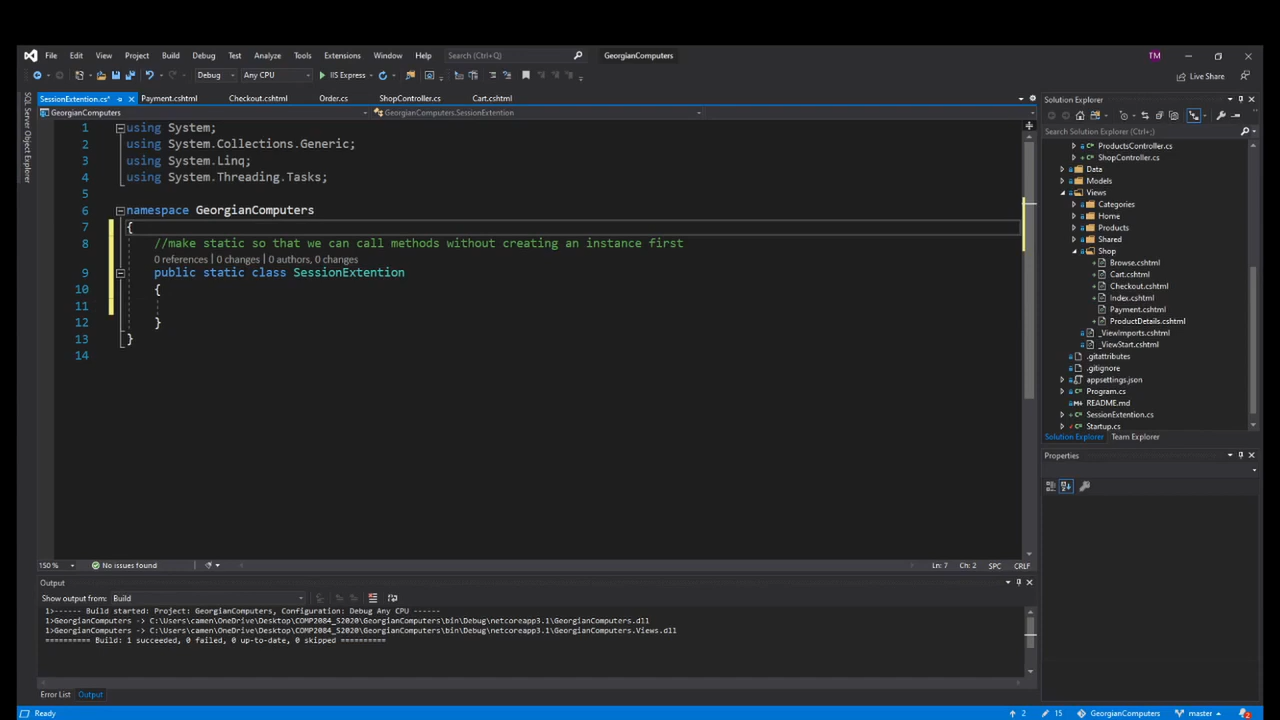 File Edit View Project Build Debug Test Analyze Tools Extensions Window Help Search (Ctrl+Q) GeorgianComputers TM
Debug Any CPU IIS Express Live Share
SessionExtention.cs* Payment.cshtml Checkout.cshtml Order.cs ShopController.cs Cart.cshtml
GeorgianComputers GeorgianComputers.SessionExtention
SQL Server Object Explorer
1 using System;
2 using System.Collections.Generic;
3 using System.Linq;
4 using System.Threading.Tasks;
5
6 namespace GeorgianComputers
7 {
8 //make static so that we can call methods without creating an instance first
0 references | 0 changes | 0 authors, 0 changes
9 public static class SessionExtention
10 {
11
12 }
13 }
14
150 % No issues found Ln: 7 Ch: 2 SPC CRLF
Solution Explorer
Search Solution Explorer (Ctrl+;)
ProductsController.cs
ShopController.cs
Data
Models
Views
Categories
Home
Products
Shared
Shop
Browse.cshtml
Cart.cshtml
Checkout.cshtml
Index.cshtml
Payment.cshtml
ProductDetails.cshtml
_ViewImports.cshtml
_ViewStart.cshtml
.gitattributes
.gitignore
appsettings.json
Program.cs
README.md
SessionExtention.cs
Startup.cs
Solution Explorer Team Explorer
Properties
Output
Show output from: Build
1>------ Build started: Project: GeorgianComputers, Configuration: Debug Any CPU ------
1>GeorgianComputers -> C:\Users\camen\OneDrive\Desktop\COMP2084_S2020\GeorgianComputers\bin\Debug\netcoreapp3.1\GeorgianComputers.dll
1>GeorgianComputers -> C:\Users\camen\OneDrive\Desktop\COMP2084_S2020\GeorgianComputers\bin\Debug\netcoreapp3.1\GeorgianComputers.Views.dll
========== Build: 1 succeeded, 0 failed, 0 up-to-date, 0 skipped ==========
Error List Output
Ready 2 15 GeorgianComputers master 2